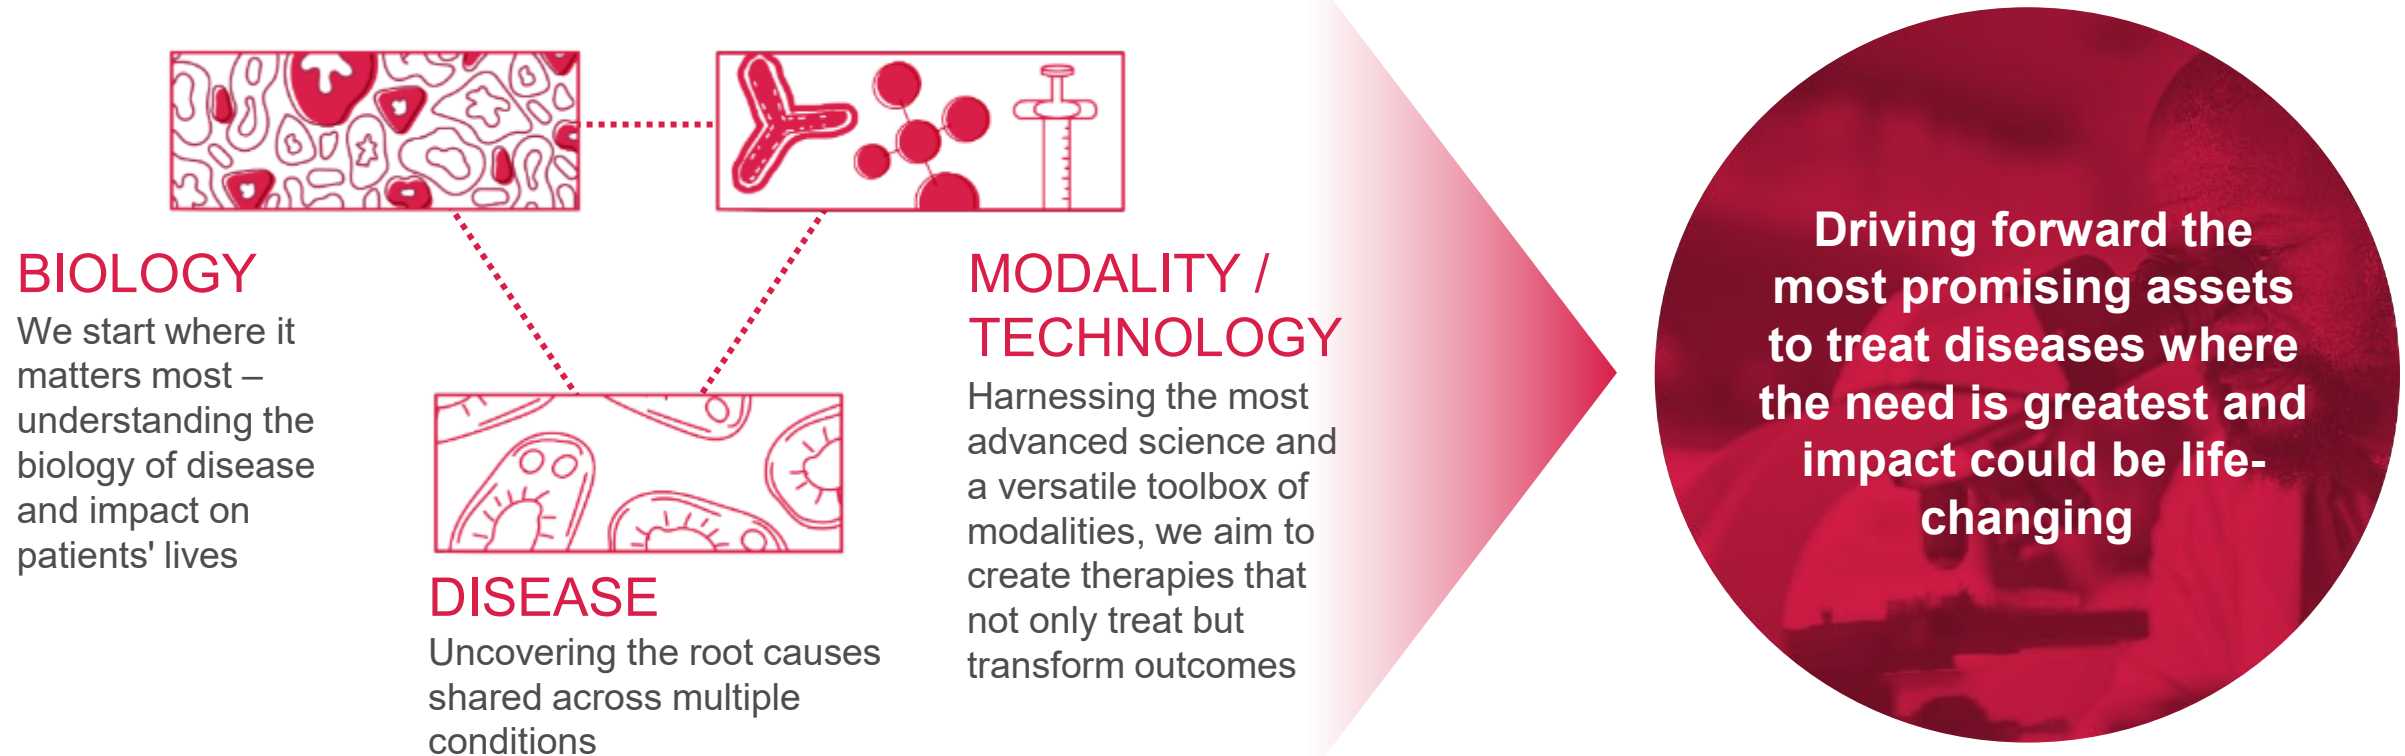 BIOLOGY
We start where it
matters most –
understanding the
biology of disease
and impact on
patients' lives
DISEASE
Uncovering the root causes
shared across multiple
conditions
MODALITY /
TECHNOLOGY
Harnessing the most
advanced science and
a versatile toolbox of
modalities, we aim to
create therapies that
not only treat but
transform outcomes
Driving forward the
most promising assets
to treat diseases where
the need is greatest and
impact could be life-
changing